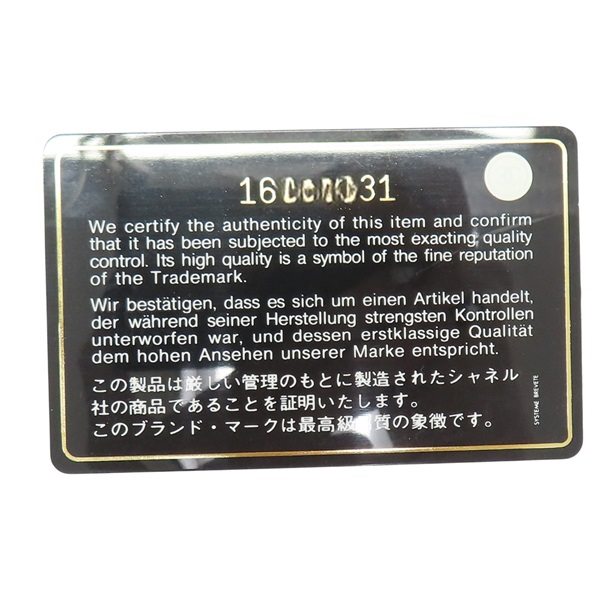 We certify the authenticity of this item and confirm
that it has been subjected to the most exacting quality
control. Its high quality is a symbol of the fine reputation
of the Trademark.
Wir bestätigen, dass es sich um einen Artikel handelt,
der während seiner Herstellung strengsten Kontrollen
unterworfen war, und dessen erstklassige Qualität
dem hohen Ansehen unserer Marke entspricht.
この製品は厳しい管理のもとに製造されたシャネル
社の商品であることを証明いたします。
このブランド・マークは最高級品質の象徴です。
SYSTEME BREVETE